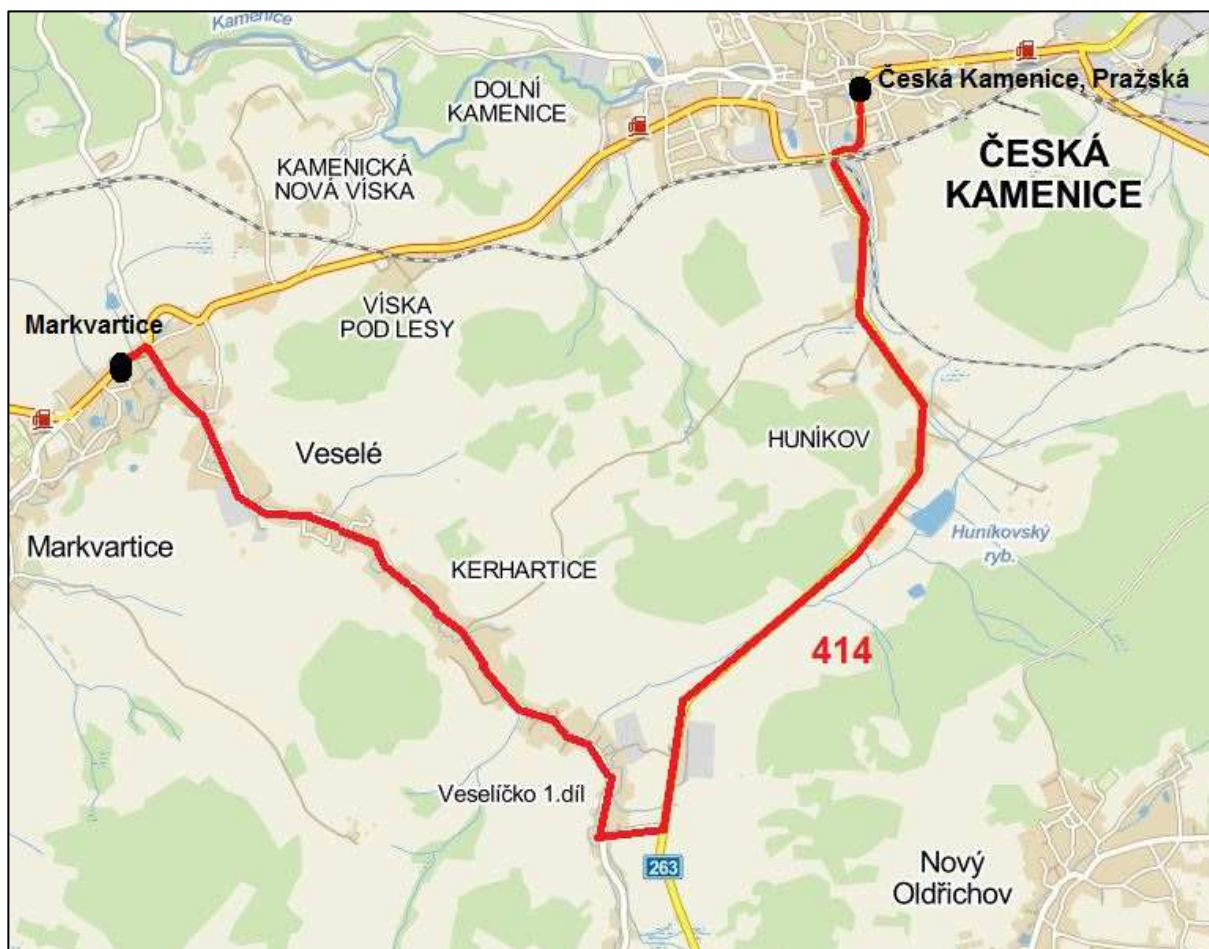 Kamenice
DOLNÍ
KAMENICE
Česká Kamenice, Pražská
ČESKÁ
KAMENICE
KAMENICKÁ
NOVÁ VÍSKA
VÍSKA
POD LESY
Markvartice
HUNÍKOV
Veselé
Huníkovský
ryb.
Markvartice
KERHARTICE
414
Veselíčko 1.díl
263
Nový
Oldřichov